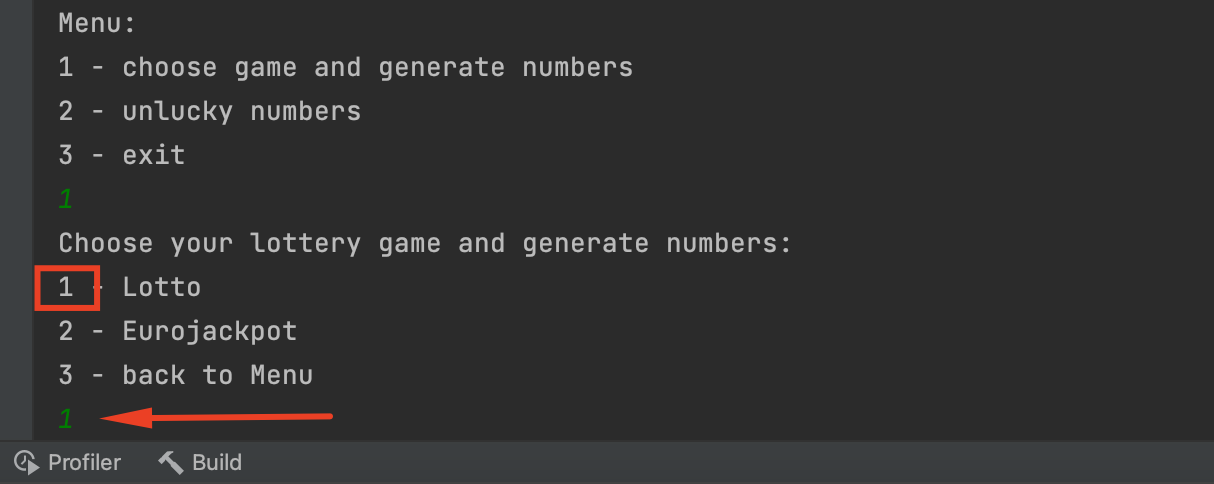 Menu:
1 - choose game and generate numbers
2 - unlucky numbers
3 - exit
1
Choose your lottery game and generate numbers:
1 - Lotto
2 - Eurojackpot
3 - back to Menu
1
Profiler Build